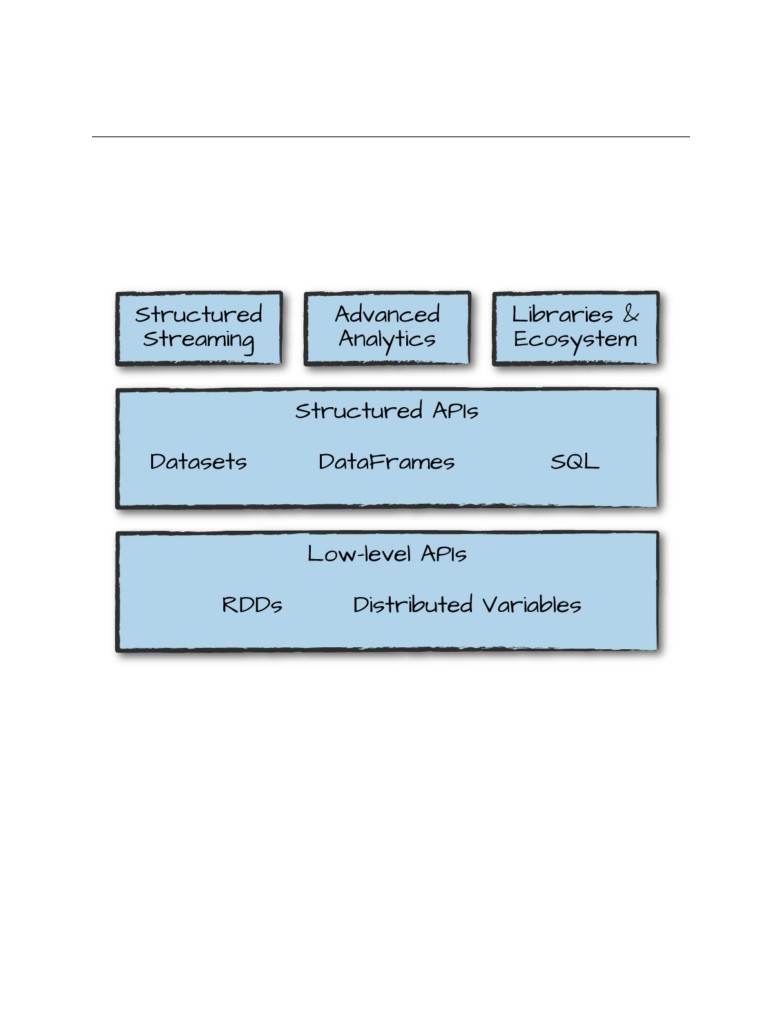 Structured
Streaming
Advanced
Analytics
Libraries &
Ecosystem
Structured APIs
Datasets DataFrames SQL
Low-level APIs
RDDs Distributed Variables